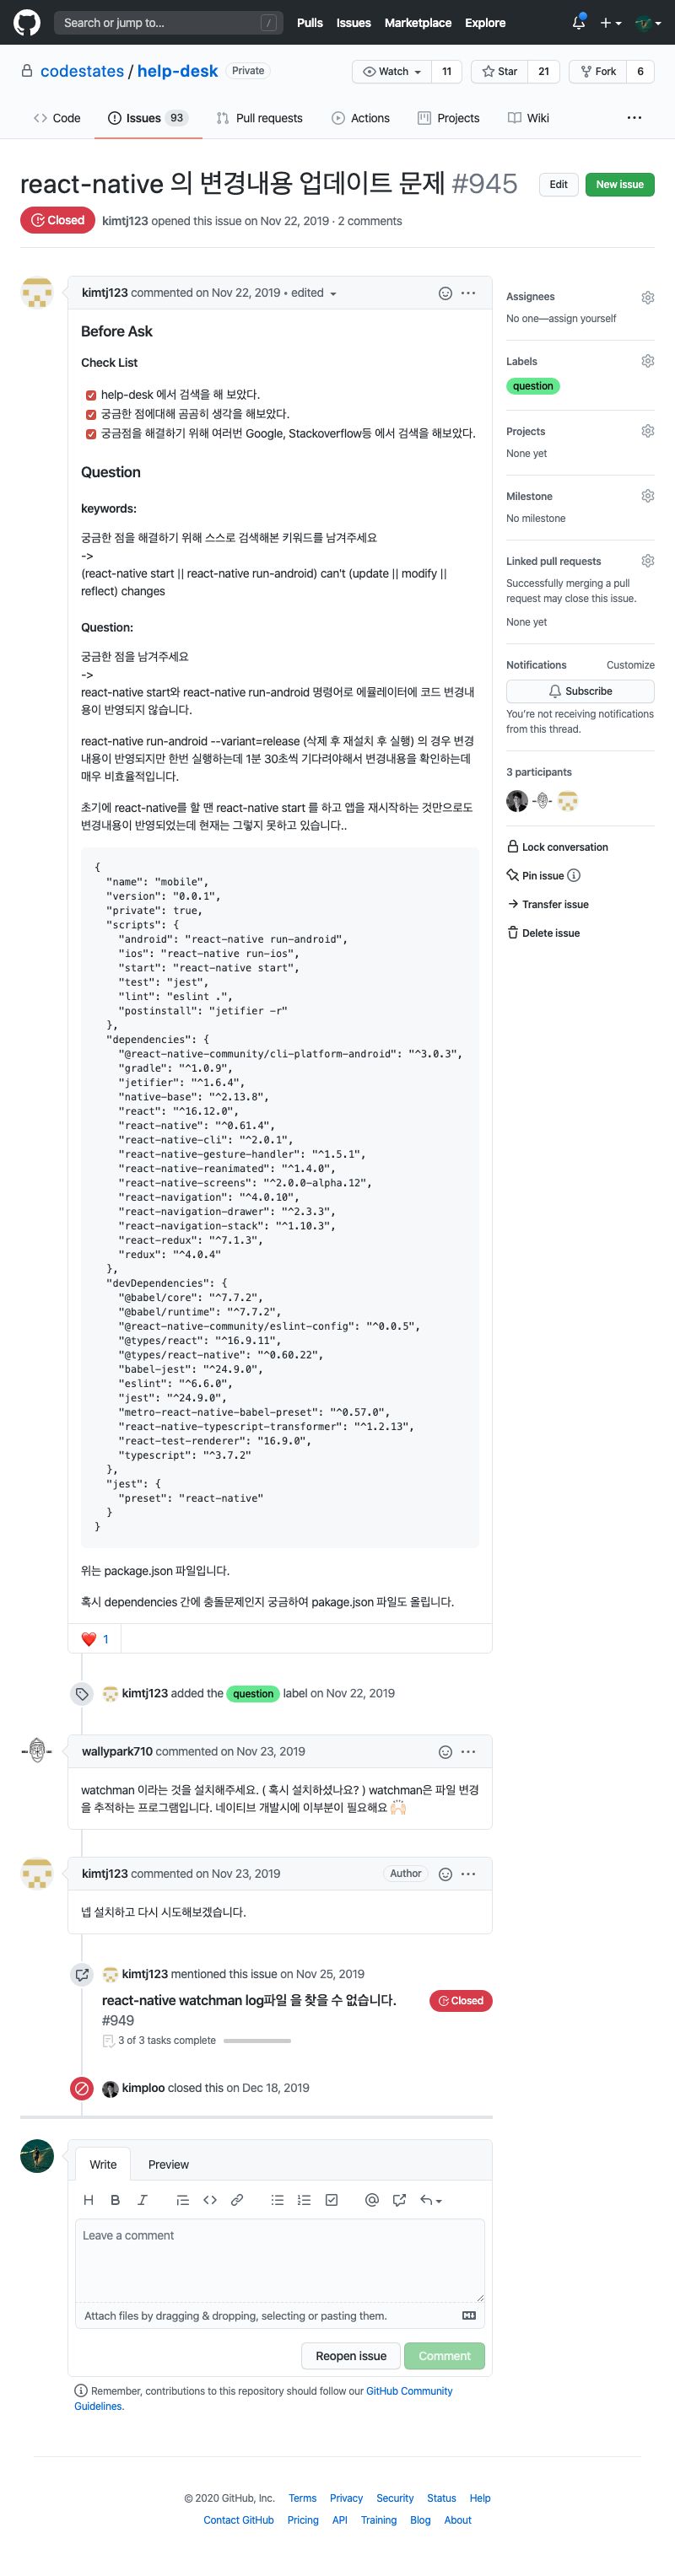 Search or jump to... /
Pulls Issues Marketplace Explore
codestates / help-desk Private
Watch 11 Star 21 Fork 6
Code Issues 93 Pull requests Actions Projects Wiki
react-native 의 변경내용 업데이트 문제 #945
Edit New issue
Closed kimtj123 opened this issue on Nov 22, 2019 · 2 comments
kimtj123 commented on Nov 22, 2019 • edited
Before Ask
Check List
help-desk 에서 검색을 해 보았다.
궁금한 점에대해 곰곰히 생각을 해보았다.
궁금점을 해결하기 위해 여러번 Google, Stackoverflow등 에서 검색을 해보았다.
Question
keywords:
궁금한 점을 해결하기 위해 스스로 검색해본 키워드를 남겨주세요
->
(react-native start || react-native run-android) can't (update || modify ||
reflect) changes
Question:
궁금한 점을 남겨주세요
->
react-native start와 react-native run-android 명령어로 에뮬레이터에 코드 변경내
용이 반영되지 않습니다.
react-native run-android --variant=release (삭제 후 재설치 후 실행) 의 경우 변경
내용이 반영되지만 한번 실행하는데 1분 30초씩 기다려야해서 변경내용을 확인하는데
매우 비효율적입니다.
초기에 react-native를 할 땐 react-native start 를 하고 앱을 재시작하는 것만으로도
변경내용이 반영되었는데 현재는 그렇지 못하고 있습니다..
{
"name": "mobile",
"version": "0.0.1",
"private": true,
"scripts": {
"android": "react-native run-android",
"ios": "react-native run-ios",
"start": "react-native start",
"test": "jest",
"lint": "eslint .",
"postinstall": "jetifier -r"
},
"dependencies": {
"@react-native-community/cli-platform-android": "^3.0.3",
"gradle": "^1.0.9",
"jetifier": "^1.6.4",
"native-base": "^2.13.8",
"react": "^16.12.0",
"react-native": "^0.61.4",
"react-native-cli": "^2.0.1",
"react-native-gesture-handler": "^1.5.1",
"react-native-reanimated": "^1.4.0",
"react-native-screens": "^2.0.0-alpha.12",
"react-navigation": "^4.0.10",
"react-navigation-drawer": "^2.3.3",
"react-navigation-stack": "^1.10.3",
"react-redux": "^7.1.3",
"redux": "^4.0.4"
},
"devDependencies": {
"@babel/core": "^7.7.2",
"@babel/runtime": "^7.7.2",
"@react-native-community/eslint-config": "^0.0.5",
"@types/react": "^16.9.11",
"@types/react-native": "^0.60.22",
"babel-jest": "^24.9.0",
"eslint": "^6.6.0",
"jest": "^24.9.0",
"metro-react-native-babel-preset": "^0.57.0",
"react-native-typescript-transformer": "^1.2.13",
"react-test-renderer": "16.9.0",
"typescript": "^3.7.2"
},
"jest": {
"preset": "react-native"
}
}
위는 package.json 파일입니다.
혹시 dependencies 간에 충돌문제인지 궁금하여 pakage.json 파일도 올립니다.
❤️ 1
kimtj123 added the question label on Nov 22, 2019
wallypark710 commented on Nov 23, 2019
watchman 이라는 것을 설치해주세요. ( 혹시 설치하셨나요? ) watchman은 파일 변경
을 추적하는 프로그램입니다. 네이티브 개발시에 이부분이 필요해요 🙌🏻
kimtj123 commented on Nov 23, 2019 Author
넵 설치하고 다시 시도해보겠습니다.
kimtj123 mentioned this issue on Nov 25, 2019
react-native watchman log파일 을 찾을 수 없습니다. Closed
#949
3 of 3 tasks complete
kimploo closed this on Dec 18, 2019
Write Preview
Leave a comment
Attach files by dragging & dropping, selecting or pasting them.
Reopen issue Comment
Remember, contributions to this repository should follow our GitHub Community
Guidelines.
Assignees
No one—assign yourself
Labels
question
Projects
None yet
Milestone
No milestone
Linked pull requests
Successfully merging a pull
request may close this issue.
None yet
Notifications Customize
Subscribe
You're not receiving notifications
from this thread.
3 participants
Lock conversation
Pin issue
Transfer issue
Delete issue
© 2020 GitHub, Inc. Terms Privacy Security Status Help
Contact GitHub Pricing API Training Blog About